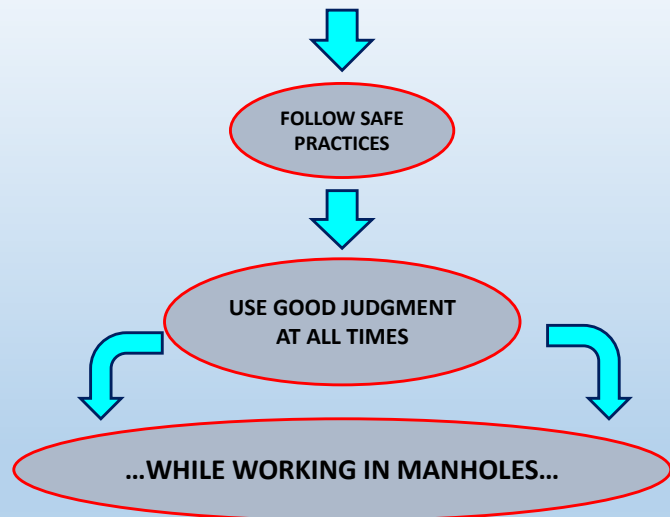 FOLLOW SAFE
PRACTICES
USE GOOD JUDGMENT
AT ALL TIMES
…WHILE WORKING IN MANHOLES…